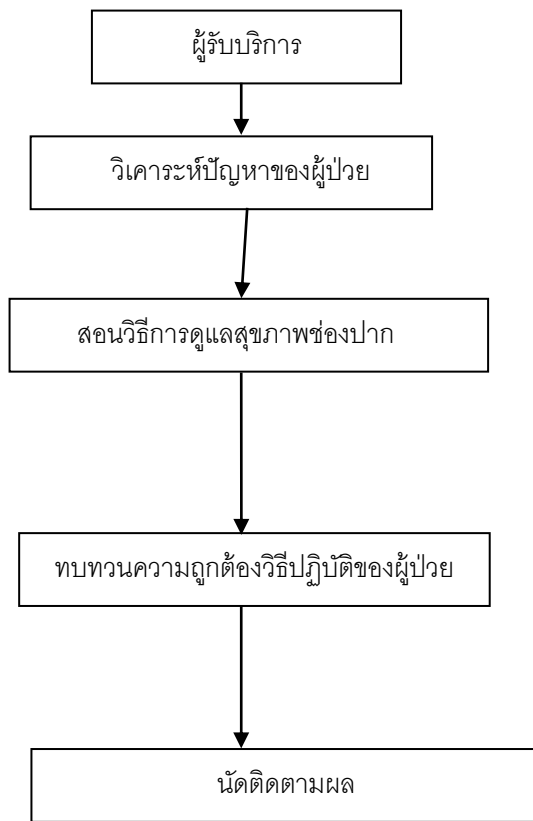 ผู้รับบริการ
วิเคาระห์ปัญหาของผู้ป่วย
สอนวิธีการดูแลสุขภาพช่องปาก
ทบทวนความถูกต้องวิธีปฏิบัติของผู้ป่วย
นัดติดตามผล